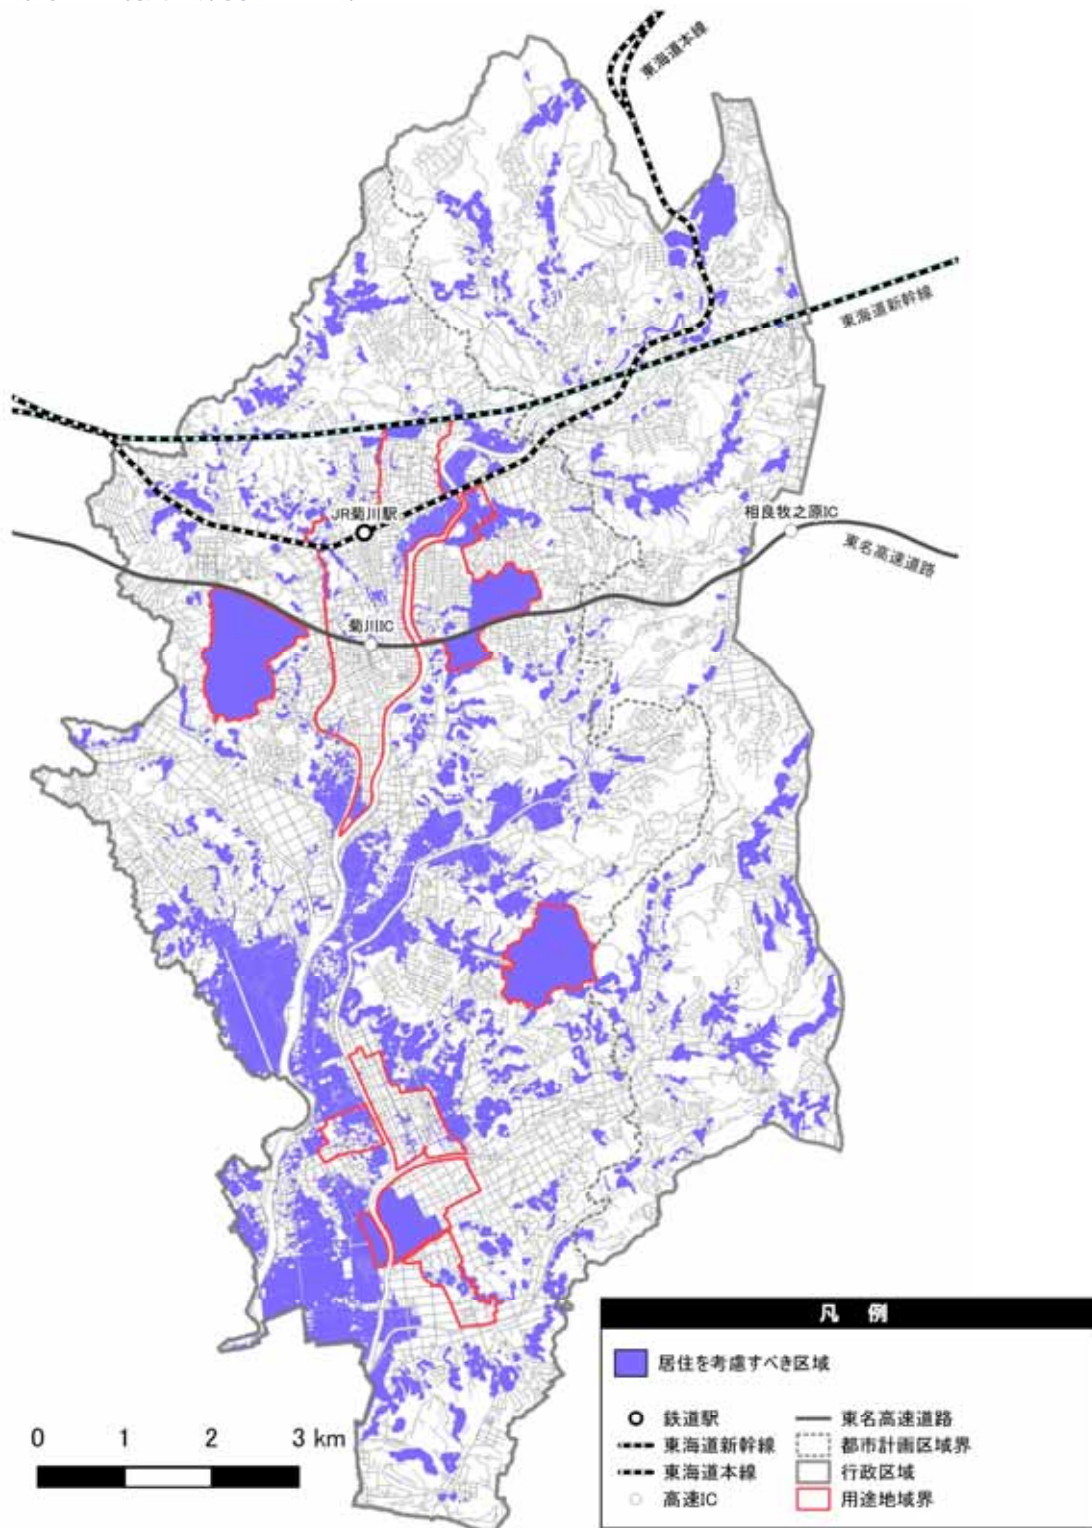 東海道本線
東海道新幹線
JR菊川駅
相良牧之原IC
東名高速道路
菊川IC
凡 例
居住を考慮すべき区域
鉄道駅
東名高速道路
東海道新幹線
都市計画区域界
東海道本線
行政区域
高速IC
用途地域界
0 1 2 3 km